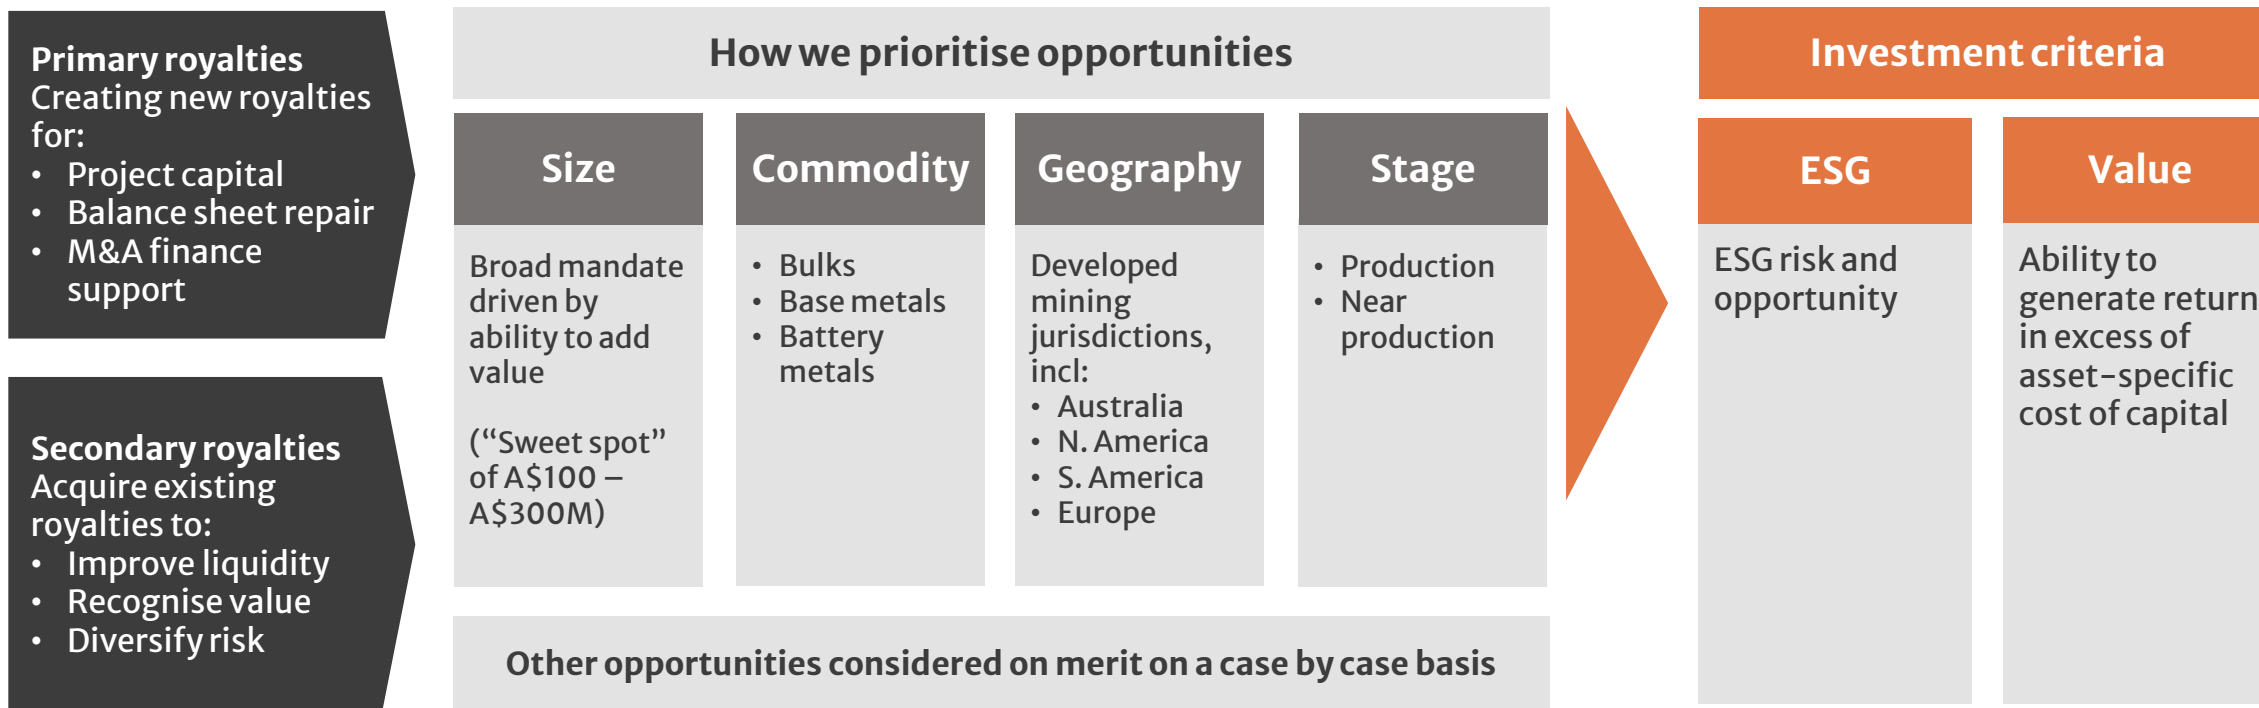 Primary royalties
Creating new royalties
for:
• Project capital
• Balance sheet repair
• M&A finance
support
Secondary royalties
Acquire existing
royalties to:
• Improve liquidity
• Recognise value
• Diversify risk
How we prioritise opportunities
Size
Broad mandate
driven by
ability to add
value
(“Sweet spot”
of A$100 –
A$300M)
Commodity
• Bulks
• Base metals
• Battery
metals
Geography
Developed
mining
jurisdictions,
incl:
• Australia
• N. America
• S. America
• Europe
Stage
• Production
• Near
production
Other opportunities considered on merit on a case by case basis
Investment criteria
ESG
ESG risk and
opportunity
Value
Ability to
generate return
in excess of
asset-specific
cost of capital